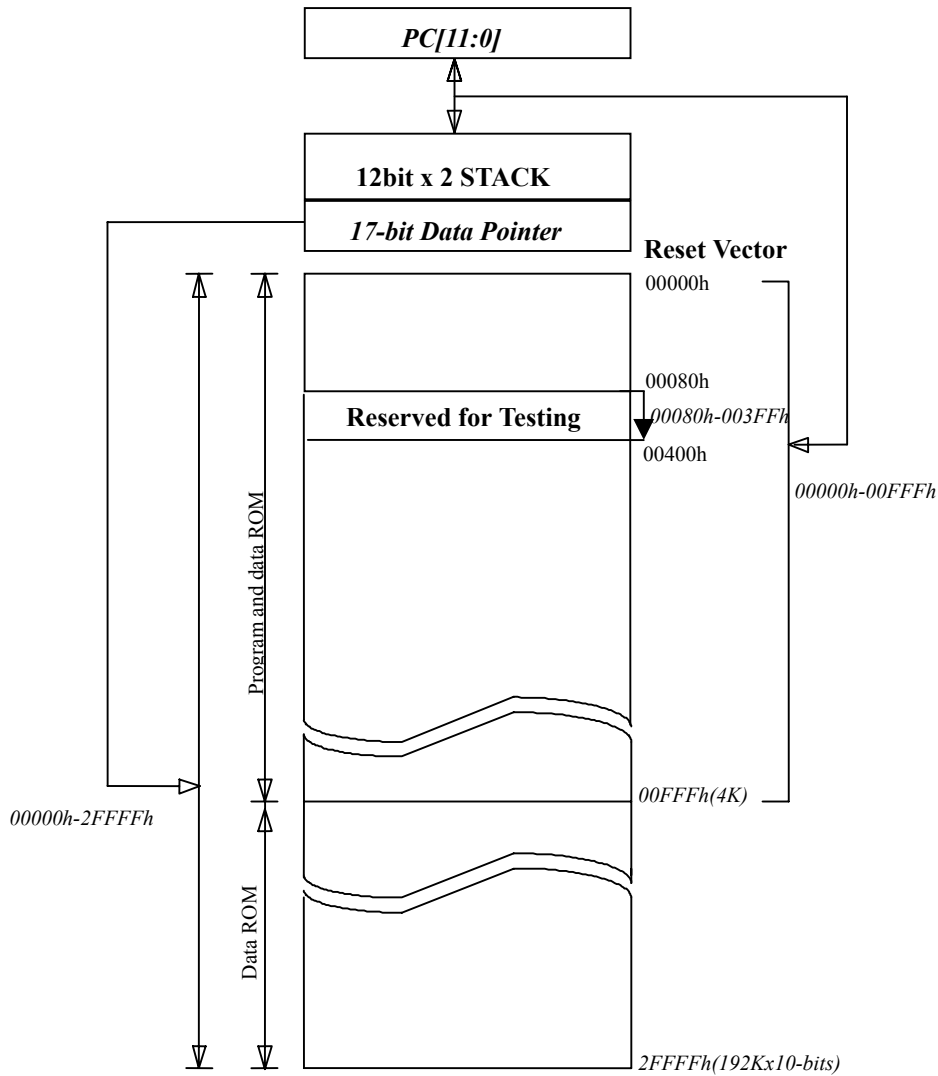 PC[11:0]
12bit x 2 STACK
17-bit Data Pointer
Reset Vector
00000h
00080h
Reserved for Testing
00080h-003FFh
00400h
00000h-00FFFh
Program and data ROM
00FFFh(4K)
00000h-2FFFFh
Data ROM
2FFFFh(192Kx10-bits)